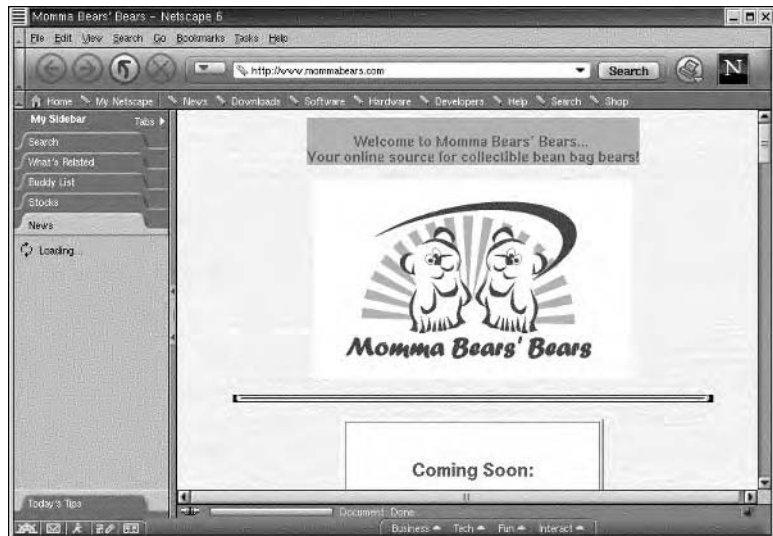 Momma Bears' Bears – Netscape 6
File Edit View Search Go Bookmarks Tasks Help
http://www.mommabears.com Search N
Home My Netscape News Downloads Software Hardware Developers Help Search Shop
My Sidebar Tabs
Search
What's Related
Buddy List
Stocks
News
Loading...
Welcome to Momma Bears' Bears...
Your online source for collectible bean bag bears!
Momma Bears' Bears
Coming Soon:
Today's Tips
Document: Done
Business Tech Fun Interact